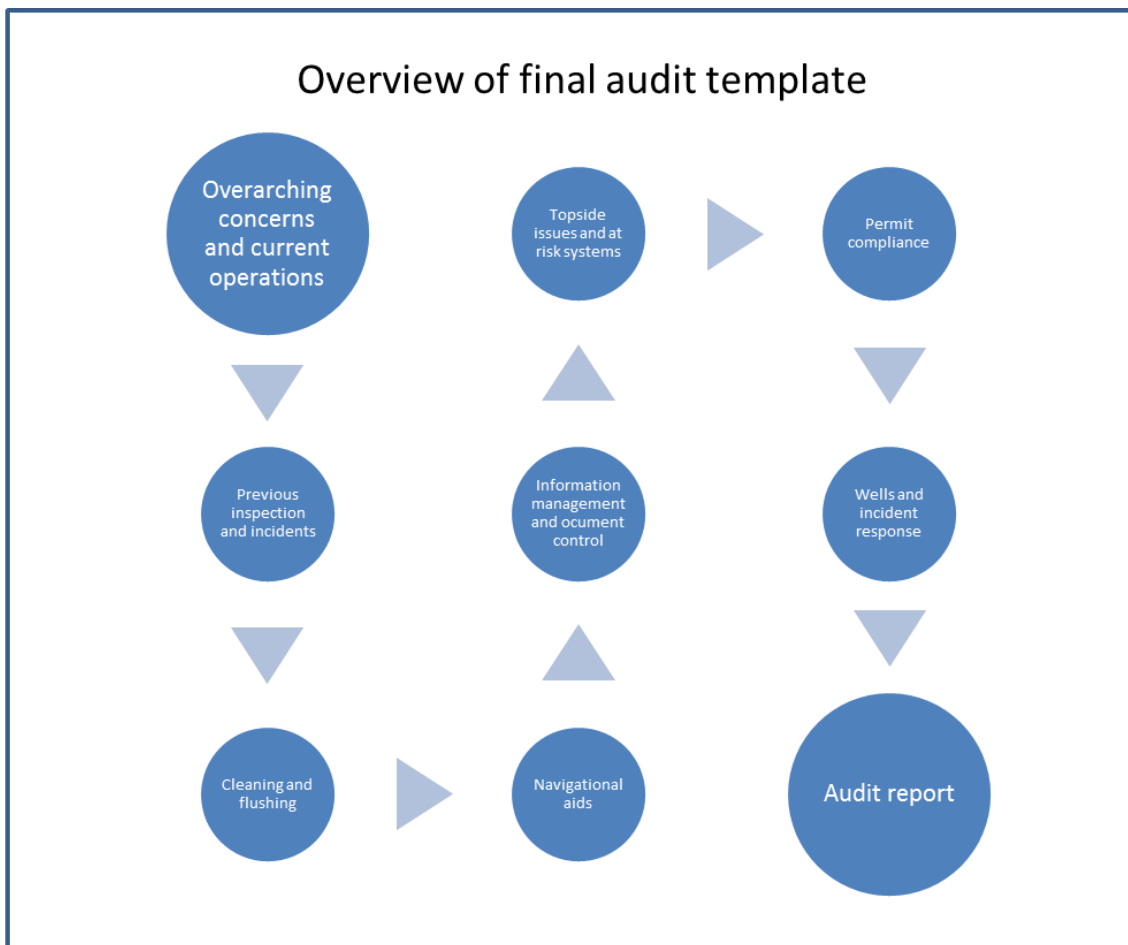 Overview of final audit template
Overarching
concerns
and current
operations
Previous
inspection
and incidents
Cleaning and
flushing
Navigational
aids
Information
management
and ocument
control
Topside
issues and at
risk systems
Permit
compliance
Wells and
incident
response
Audit report